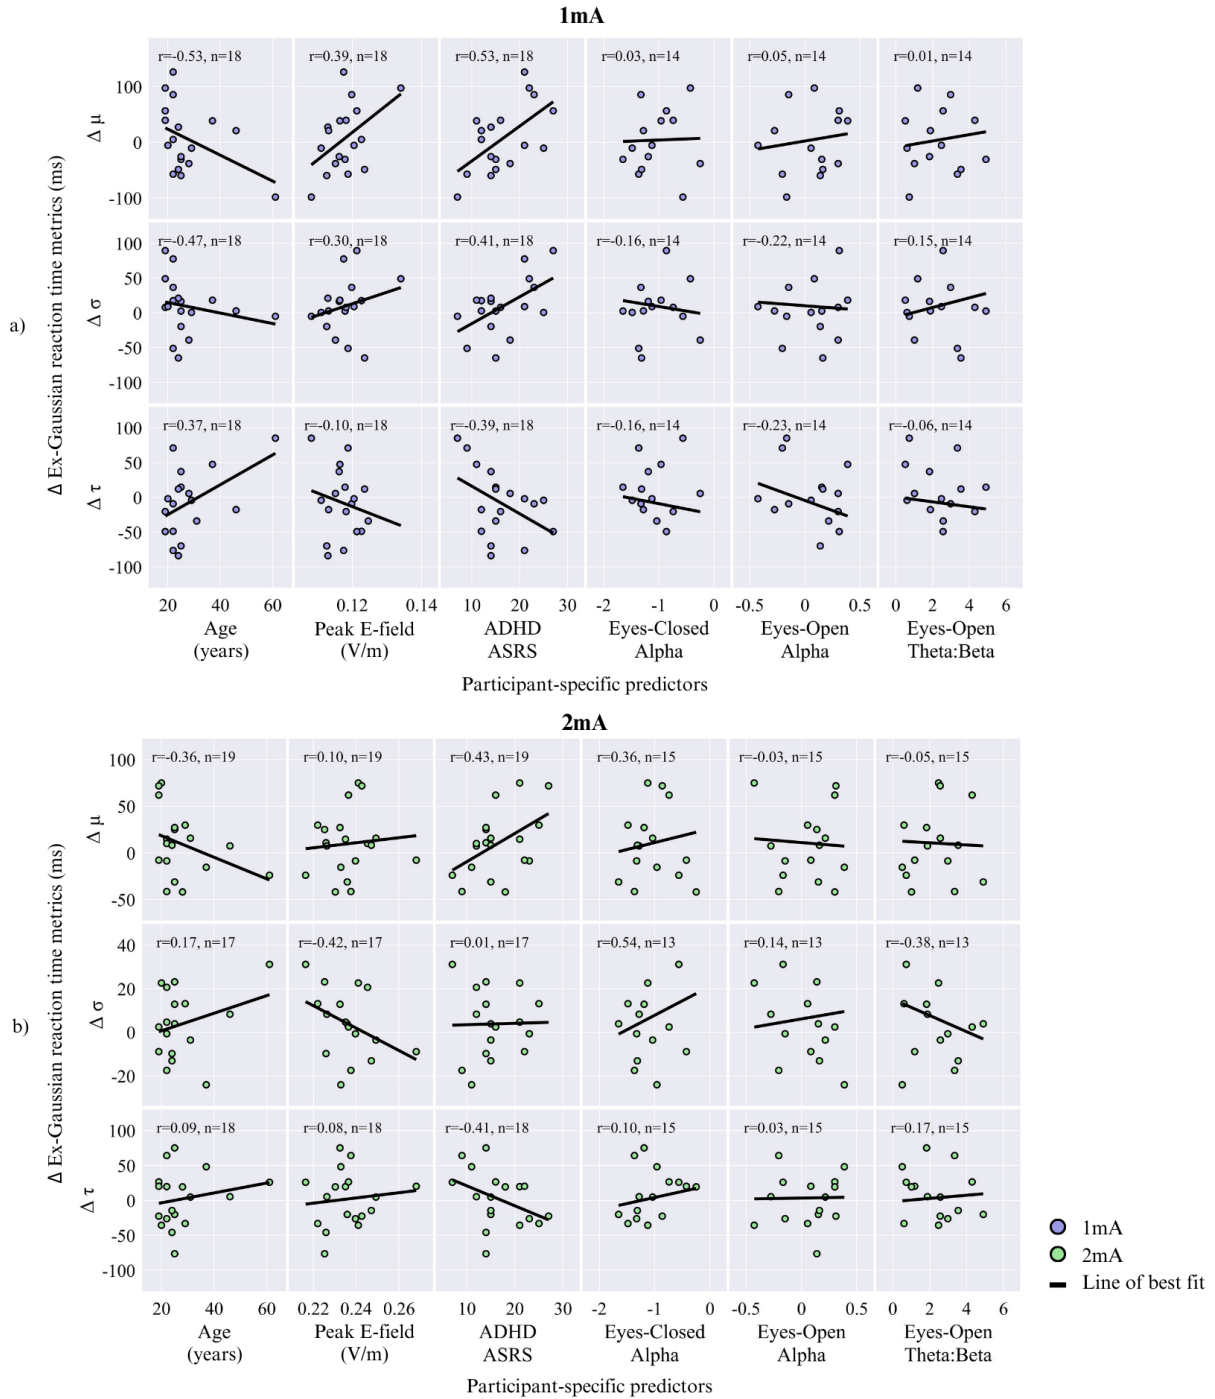 1mA
r=-0.53, n=18 r=0.39, n=18 r=0.53, n=18 r=0.03, n=14 r=0.05, n=14 r=0.01, n=14
100
0
-100
Δ μ
r=-0.47, n=18 r=0.30, n=18 r=0.41, n=18 r=-0.16, n=14 r=-0.22, n=14 r=0.15, n=14
100
50
0
-50
-100
Δ σ
r=0.37, n=18 r=-0.10, n=18 r=-0.39, n=18 r=-0.16, n=14 r=-0.23, n=14 r=-0.06, n=14
100
50
0
-50
-100
Δ τ
Δ Ex-Gaussian reaction time metrics (ms)
a)
20 40 60 0.12 0.14 10 20 30 -2 -1 0 -0.5 0 0.5 0 2 4 6
Age Peak E-field ADHD Eyes-Closed Eyes-Open Eyes-Open
(years) (V/m) ASRS Alpha Alpha Theta:Beta
Participant-specific predictors
2mA
r=-0.36, n=19 r=0.10, n=19 r=0.43, n=19 r=0.36, n=15 r=-0.03, n=15 r=-0.05, n=15
100
50
0
-50
Δ μ
r=0.17, n=17 r=-0.42, n=17 r=0.01, n=17 r=0.54, n=13 r=0.14, n=13 r=-0.38, n=13
40
20
0
-20
Δ σ
r=0.09, n=18 r=0.08, n=18 r=-0.41, n=18 r=0.10, n=15 r=0.03, n=15 r=0.17, n=15
100
50
0
-50
-100
Δ τ
Δ Ex-Gaussian reaction time metrics (ms)
b)
20 40 60 0.22 0.24 0.26 10 20 30 -2 -1 0 -0.5 0 0.5 0 2 4 6
Age Peak E-field ADHD Eyes-Closed Eyes-Open Eyes-Open
(years) (V/m) ASRS Alpha Alpha Theta:Beta
Participant-specific predictors
1mA
2mA
Line of best fit